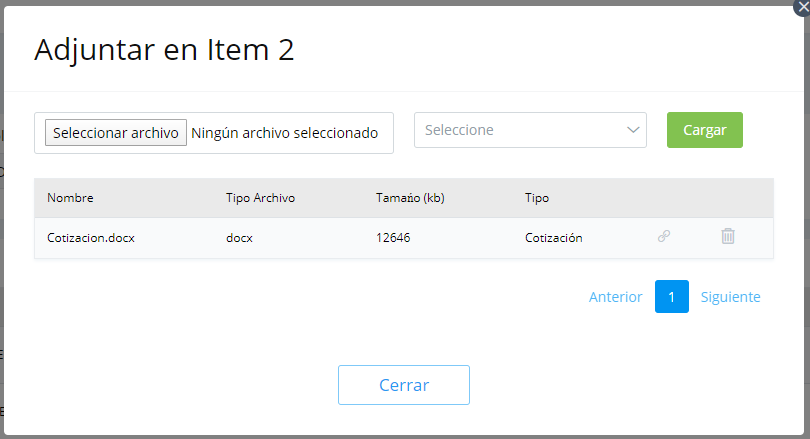 Adjuntar en Item 2
Seleccionar archivo Ningún archivo seleccionado Seleccione Cargar
Nombre Tipo Archivo Tamańo (kb) Tipo
Cotizacion.docx docx 12646 Cotización
Anterior 1 Siguiente
Cerrar